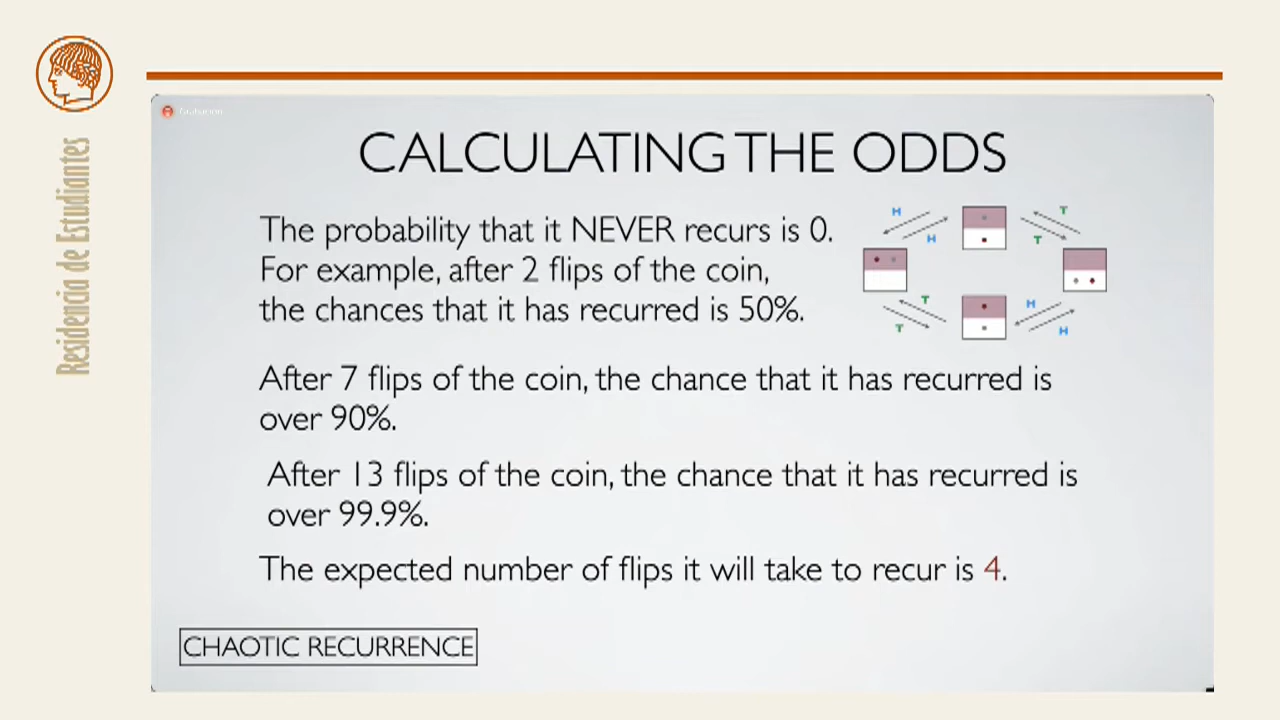 Residencia de Estudiantes
CALCULATING THE ODDS
The probability that it NEVER recurs is 0.
For example, after 2 flips of the coin,
the chances that it has recurred is 50%.
H
H
T
T
T
T
H
H
After 7 flips of the coin, the chance that it has recurred is
over 90%.
After 13 flips of the coin, the chance that it has recurred is
over 99.9%.
The expected number of flips it will take to recur is 4.
CHAOTIC RECURRENCE